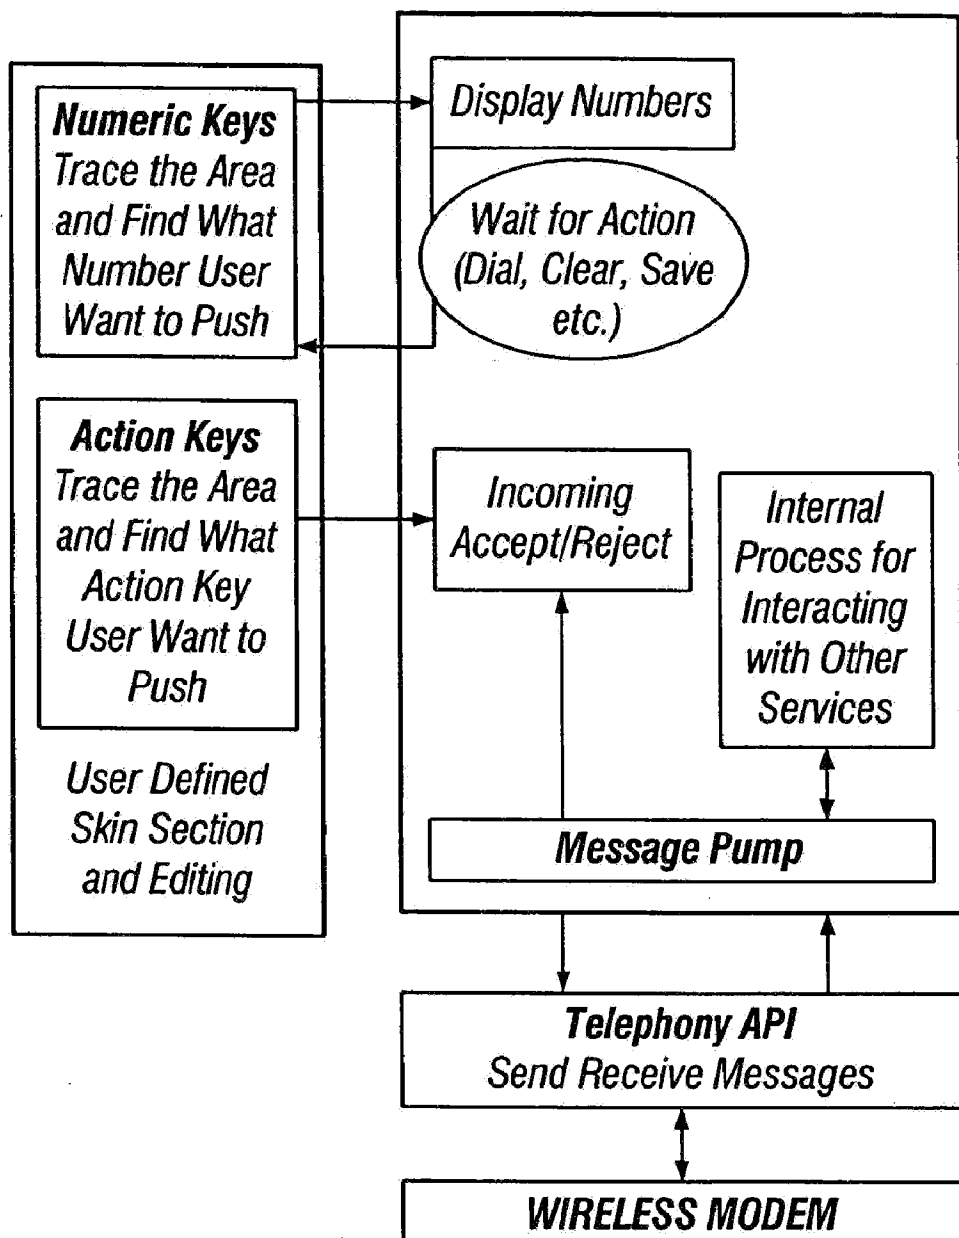 Numeric Keys
Trace the Area
and Find What
Number User
Want to Push
Action Keys
Trace the Area
and Find What
Action Key
User Want to
Push
User Defined
Skin Section
and Editing
Display Numbers
Wait for Action
(Dial, Clear, Save
etc.)
Incoming
Accept/Reject
Internal
Process for
Interacting
with Other
Services
Message Pump
Telephony API
Send Receive Messages
WIRELESS MODEM